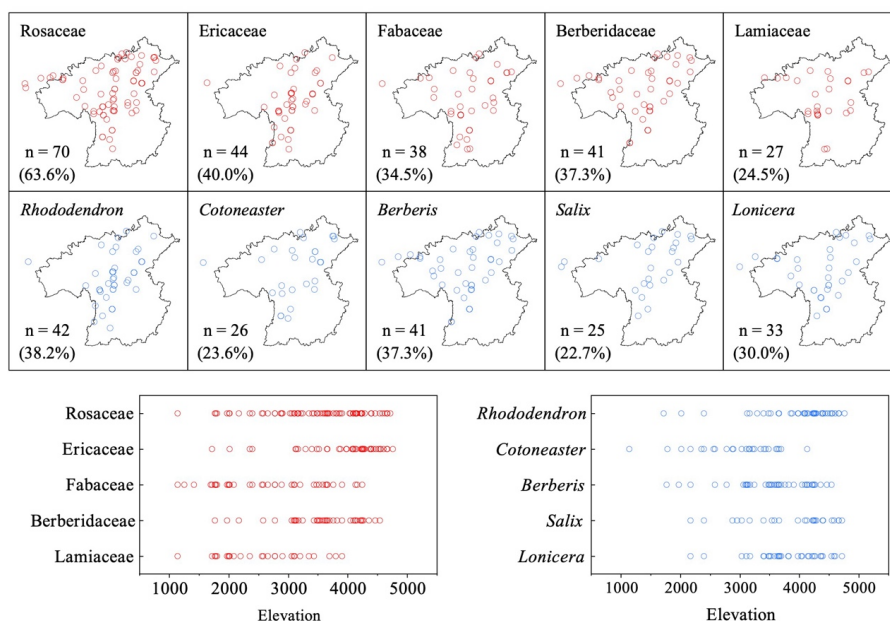 Rosaceae
Ericaceae
Fabaceae
Berberidaceae
Lamiaceae
n = 70
(63.6%)
n = 44
(40.0%)
n = 38
(34.5%)
n = 41
(37.3%)
n = 27
(24.5%)
Rhododendron
Cotoneaster
Berberis
Salix
Lonicera
n = 42
(38.2%)
n = 26
(23.6%)
n = 41
(37.3%)
n = 25
(22.7%)
n = 33
(30.0%)
Rosaceae
Ericaceae
Fabaceae
Berberidaceae
Lamiaceae
1000 2000 3000 4000 5000
Elevation
Rhododendron
Cotoneaster
Berberis
Salix
Lonicera
1000 2000 3000 4000 5000
Elevation